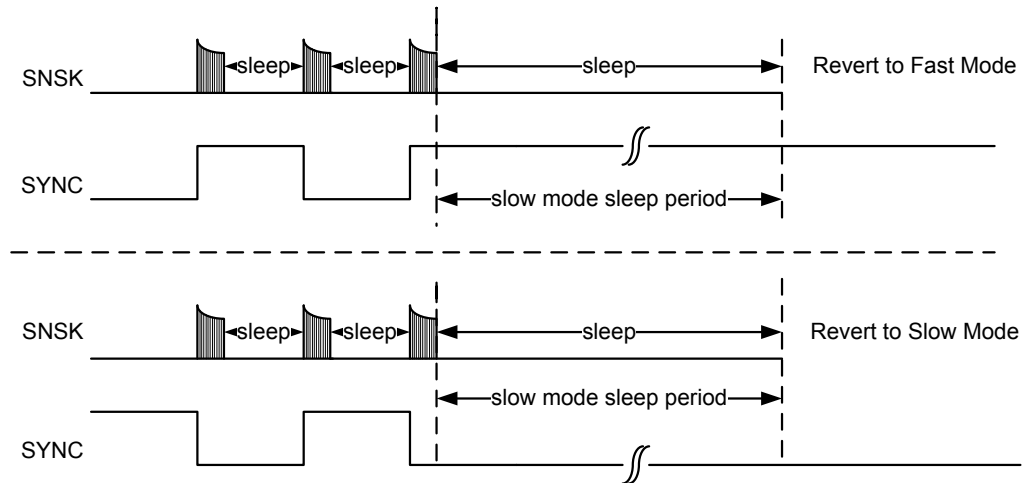 SNSK
sleep
sleep
sleep
Revert to Fast Mode
SYNC
slow mode sleep period
SNSK
sleep
sleep
sleep
Revert to Slow Mode
slow mode sleep period
SYNC